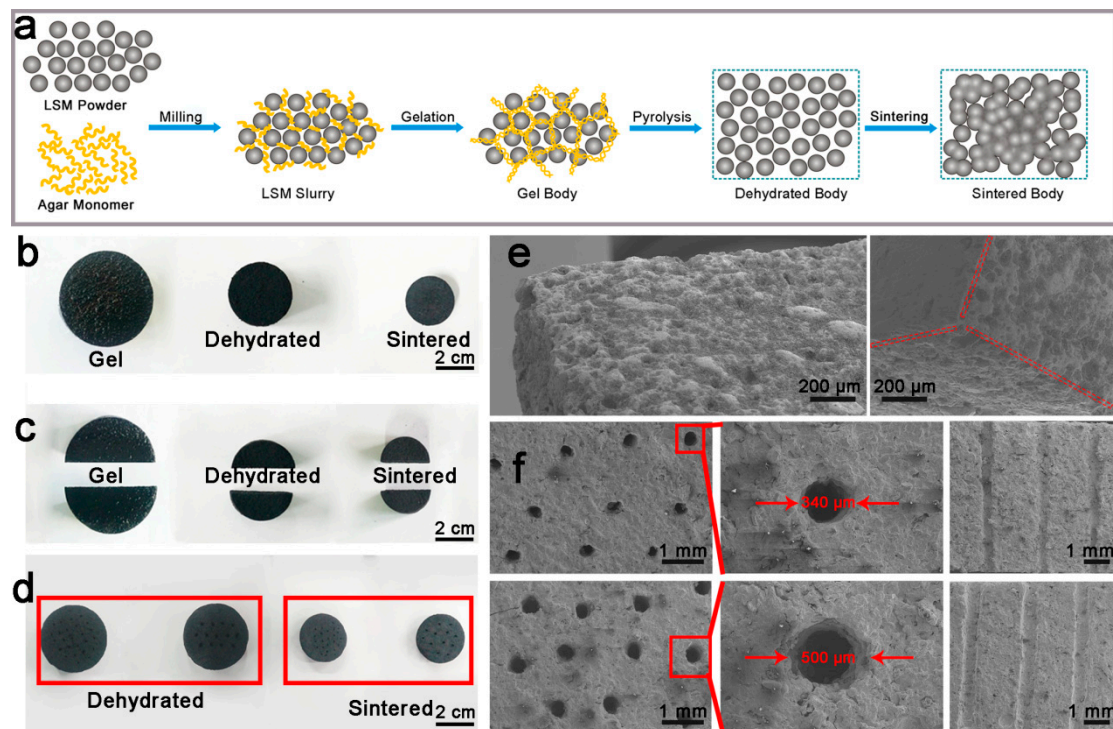 a
LSM Powder
Agar Monomer
Milling
LSM Slurry
Gelation
Gel Body
Pyrolysis
Dehydrated Body
Sintering
Sintered Body
b
Gel
Dehydrated
Sintered
2 cm
c
Gel
Dehydrated
Sintered
2 cm
d
Dehydrated
Sintered
2 cm
e
200 μm
200 μm
f
1 mm
340 μm
1 mm
1 mm
500 μm
1 mm